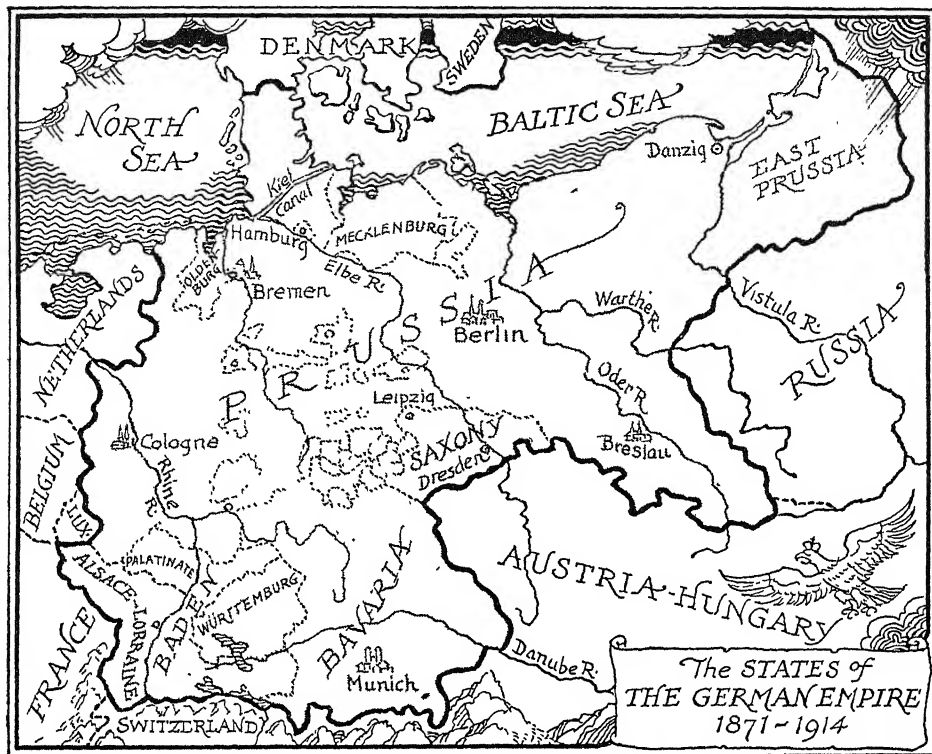 DENMARK
SWEDEN
NORTH
SEA
BALTIC SEA
Danzig
EAST
PRUSSIA
Kiel
Canal
Hamburg
MECKLENBURG
OLDEN
BURG
Bremen
Elbe R.
NETHERLANDS
PRUSSIA
Berlin
Warthe R.
Vistula R.
RUSSIA
Oder R.
Leipzig
Cologne
SAXONY
Dresden
Breslau
BELGIUM
Rhine
R.
LUX.
PALATINATE
ALSACE-LORRAINE
BADEN
WÜRTTEMBURG
BAVARIA
AUSTRIA-HUNGARY
FRANCE
Munich
Danube R.
SWITZERLAND
The STATES of
THE GERMAN EMPIRE
1871-1914